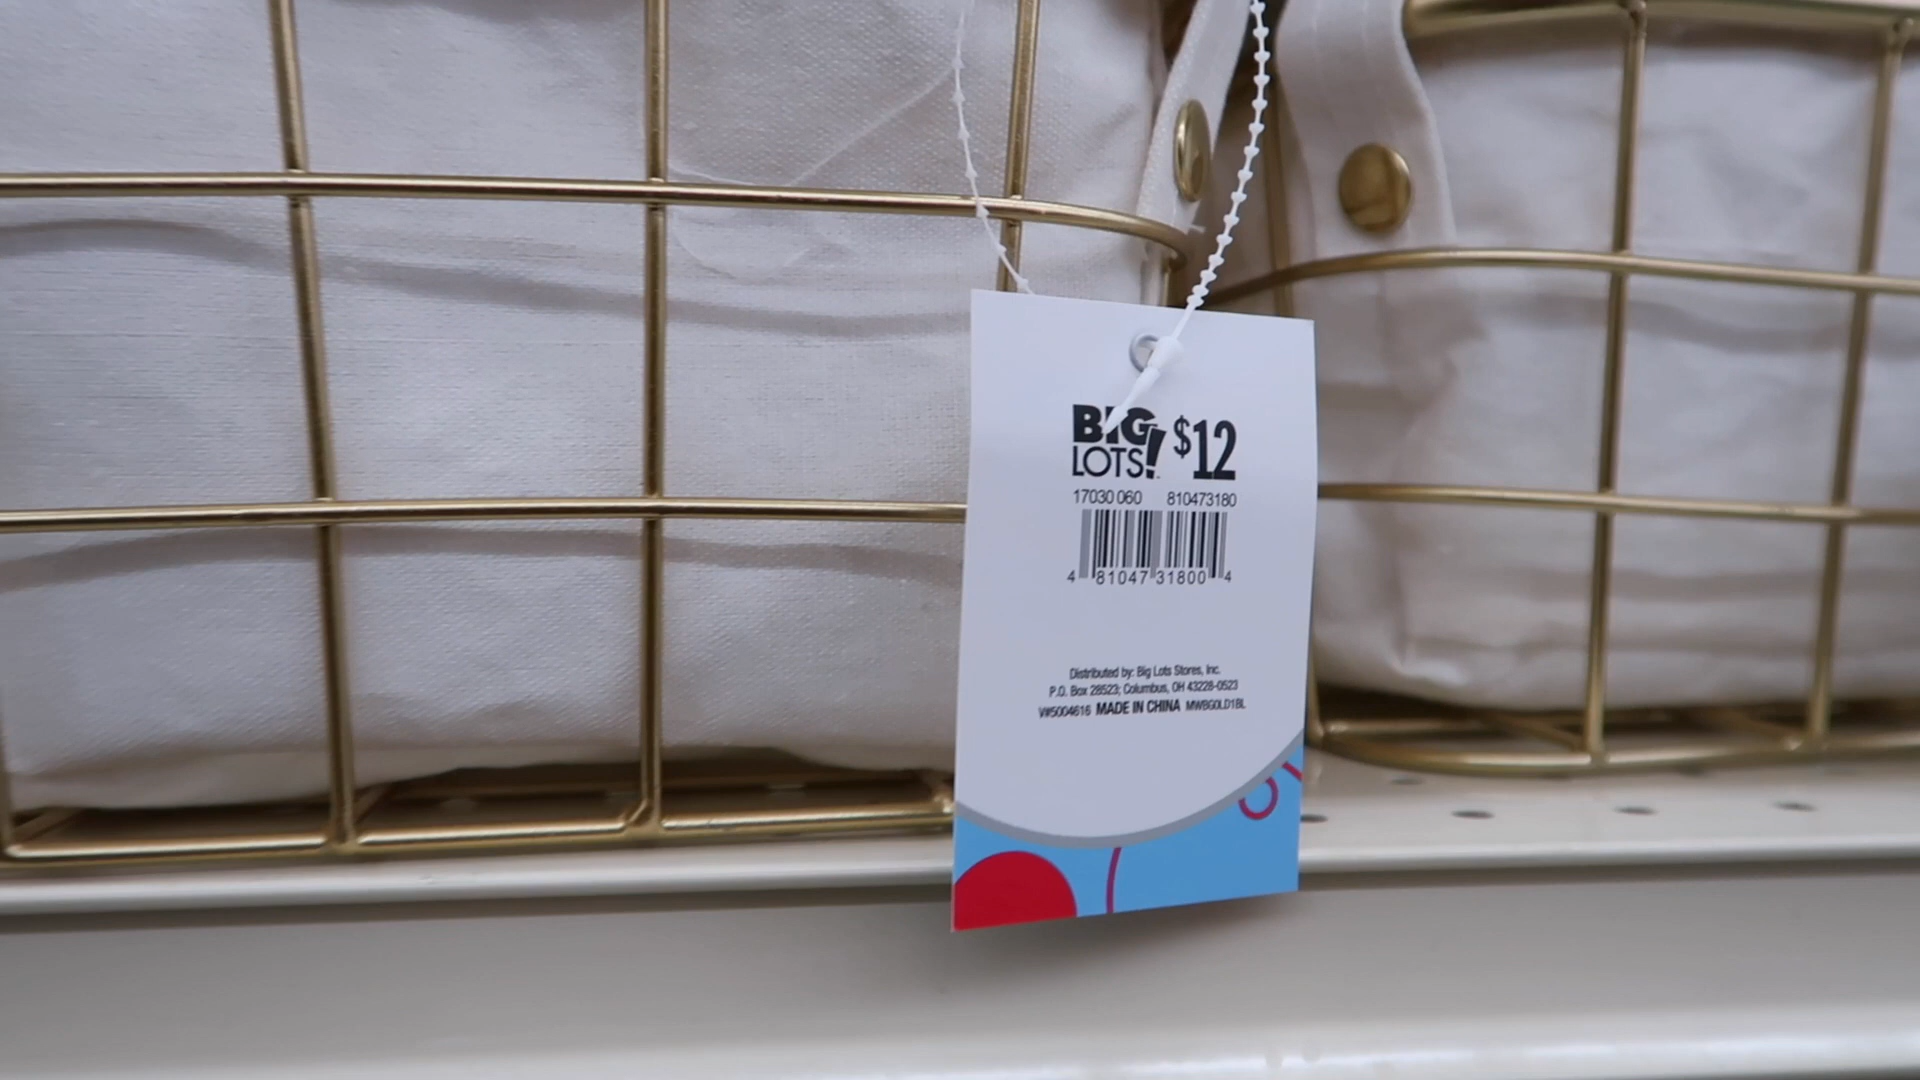 BIG LOTS! $12
17030 060 810473180
4 81047 31800 4
Distributed by: Big Lots Stores, Inc.
P.O. Box 28523; Columbus, OH 43228-0523
V#5004616 MADE IN CHINA MWBGOLD1BL